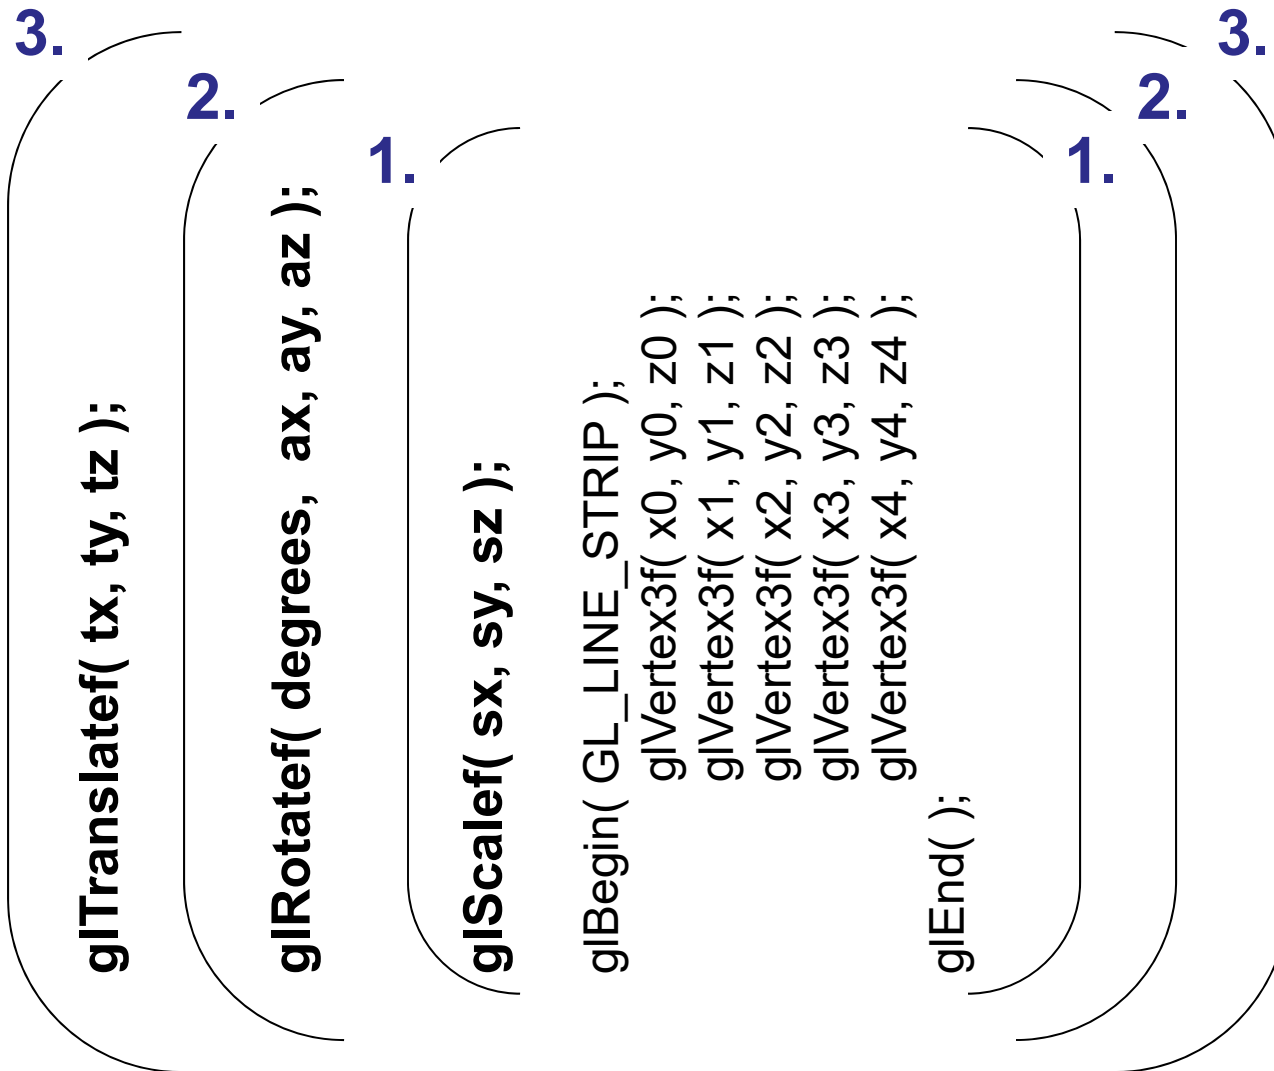 3.
2.
1.
glTranslatef( tx, ty, tz );
glRotatef( degrees, ax, ay, az );
glScalef( sx, sy, sz );
glBegin( GL_LINE_STRIP );
glVertex3f( x0, y0, z0 );
glVertex3f( x1, y1, z1 );
glVertex3f( x2, y2, z2 );
glVertex3f( x3, y3, z3 );
glVertex3f( x4, y4, z4 );
glEnd( );
1.
2.
3.